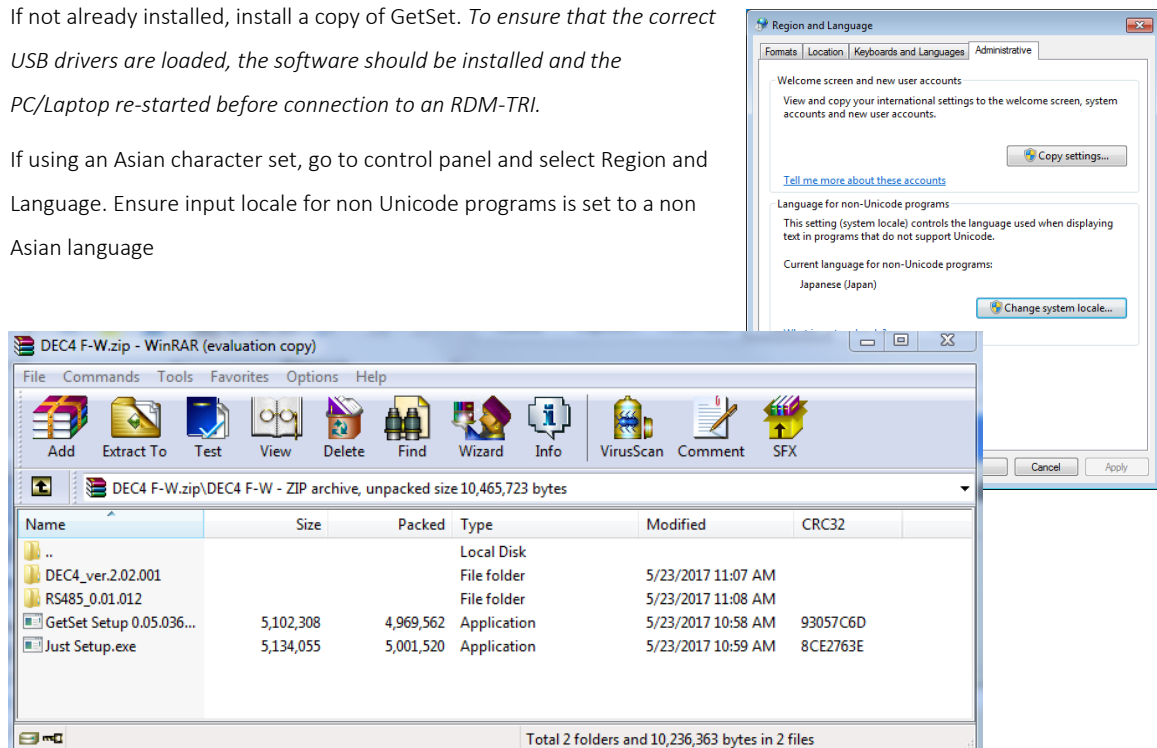 If not already installed, install a copy of GetSet. To ensure that the correct
USB drivers are loaded, the software should be installed and the
PC/Laptop re-started before connection to an RDM-TRI.
If using an Asian character set, go to control panel and select Region and
Language. Ensure input locale for non Unicode programs is set to a non
Asian language
Region and Language
Formats Location Keyboards and Languages Administrative
Welcome screen and new user accounts
View and copy your international settings to the welcome screen, system
accounts and new user accounts.
Copy settings...
Tell me more about these accounts
Language for non-Unicode programs
This setting (system locale) controls the language used when displaying
text in programs that do not support Unicode.
Current language for non-Unicode programs:
Japanese (Japan)
Change system locale...
Cancel Apply
DEC4 F-W.zip - WinRAR (evaluation copy)
File Commands Tools Favorites Options Help
Add Extract To Test View Delete Find Wizard Info VirusScan Comment SFX
DEC4 F-W.zip\DEC4 F-W - ZIP archive, unpacked size 10,465,723 bytes
Name Size Packed Type Modified CRC32
.. Local Disk
DEC4_ver.2.02.001 File folder 5/23/2017 11:07 AM
RS485_0.01.012 File folder 5/23/2017 11:08 AM
GetSet Setup 0.05.036... 5,102,308 4,969,562 Application 5/23/2017 10:58 AM 93057C6D
Just Setup.exe 5,134,055 5,001,520 Application 5/23/2017 10:59 AM 8CE2763E
Total 2 folders and 10,236,363 bytes in 2 files